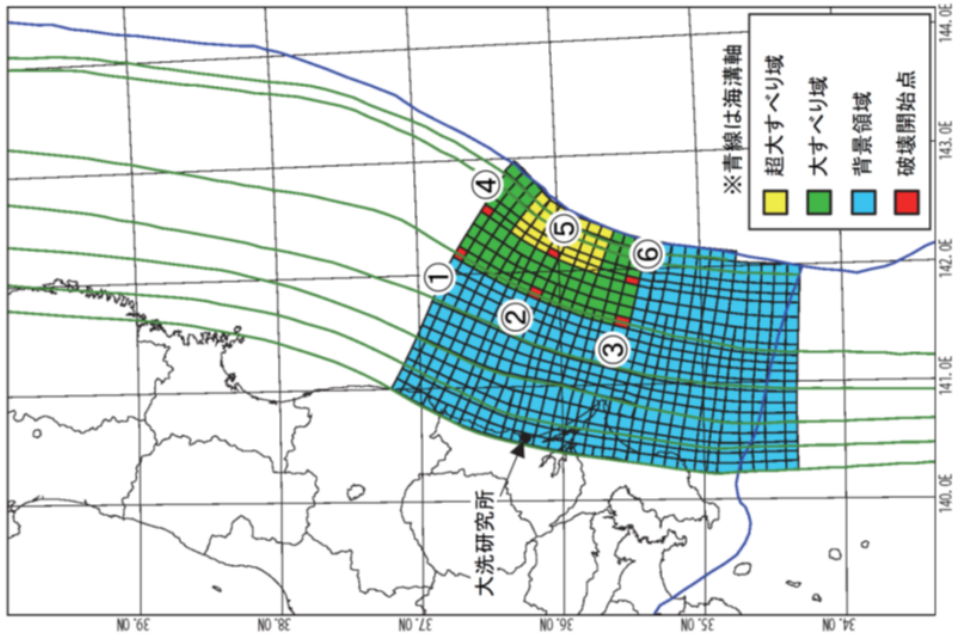 144.0E
143.0E
142.0E
141.0E
140.0E
39.0N
38.0N
37.0N
36.0N
35.0N
34.0N
※青線は海溝軸
超大すべり域
大すべり域
背景領域
破壊開始点
①
②
③
④
⑤
⑥
大洗研究所